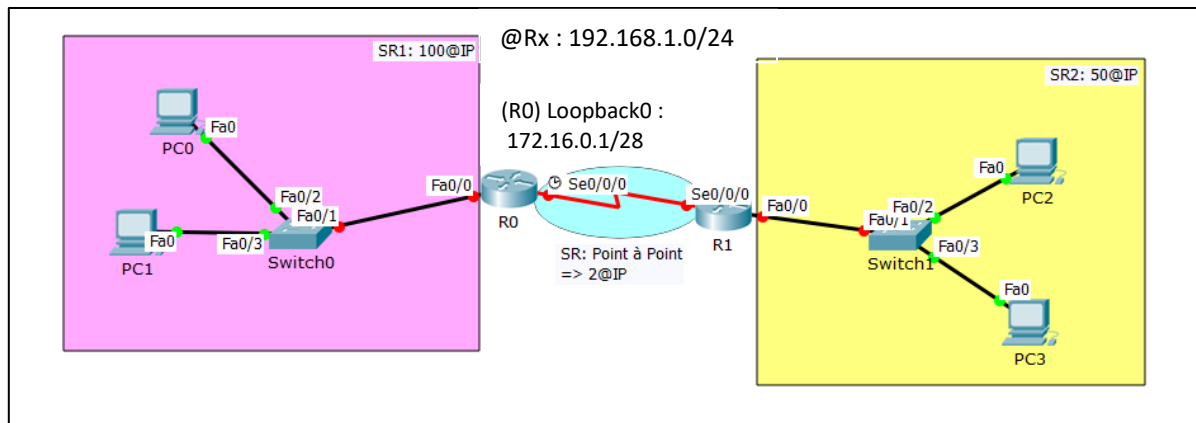 @Rx : 192.168.1.0/24
SR1: 100@IP
SR2: 50@IP
(R0) Loopback0 :
172.16.0.1/28
Fa0
PC0
Fa0/2
Fa0/1
Fa0/0
Se0/0/0
Se0/0/0
Fa0/0
Fa0/1
Fa0/2
Fa0
PC2
R0
R1
Fa0
PC1
Fa0/3
Switch0
SR: Point à Point
=> 2@IP
Switch1
Fa0/3
Fa0
PC3